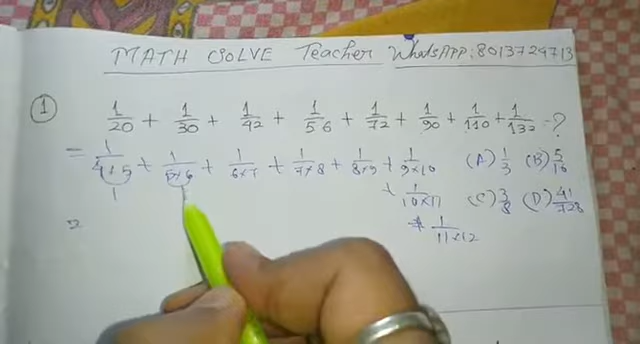 MATH SOLVE Teacher WhatsApp: 8013729713
① 1/20 + 1/30 + 1/42 + 1/56 + 1/72 + 1/90 + 1/110 + 1/132 = ?
= 1/4×5 + 1/5×6 + 1/6×7 + 1/7×8 + 1/8×9 + 1/9×10 (A) 1/3 (B) 5/16
1 + 1/10×11 (C) 3/8 (D) 41/728
+ 1/11×12
=